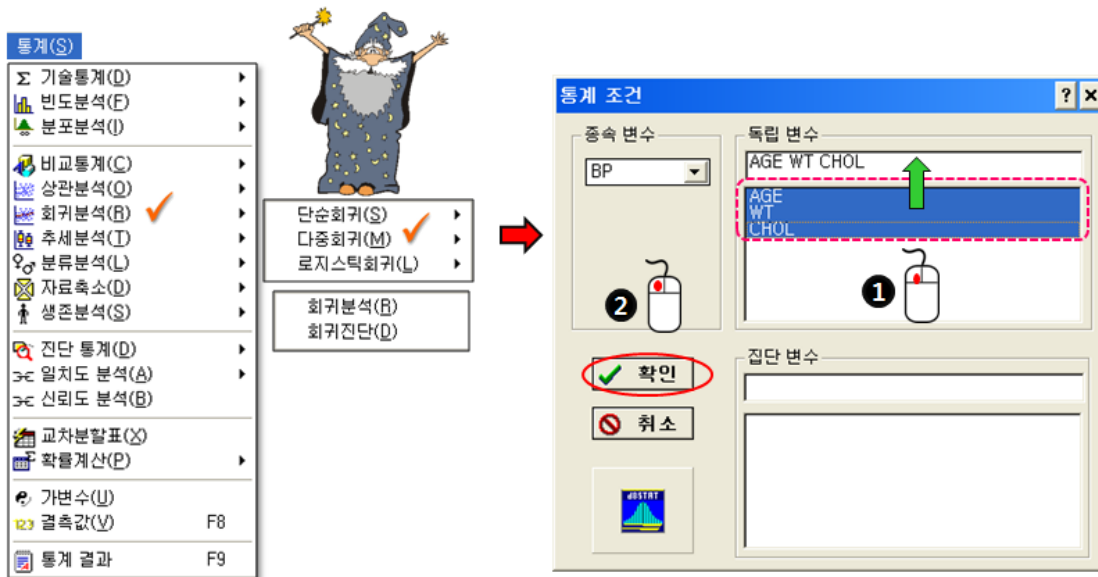 통계(S)
Σ 기술통계(D)
빈도분석(F)
분포분석(I)
비교통계(C)
상관분석(O)
회귀분석(R)
추세분석(T)
분류분석(L)
자료축소(D)
생존분석(S)
진단 통계(D)
일치도 분석(A)
신뢰도 분석(B)
교차분할표(X)
확률계산(P)
가변수(U)
123 결측값(V) F8
통계 결과 F9
단순회귀(S)
다중회귀(M)
로지스틱회귀(L)
회귀분석(R)
회귀진단(D)
통계 조건
종속 변수
BP
독립 변수
AGE WT CHOL
AGE
WT
CHOL
2
1
확인
취소
dBSTAT
집단 변수